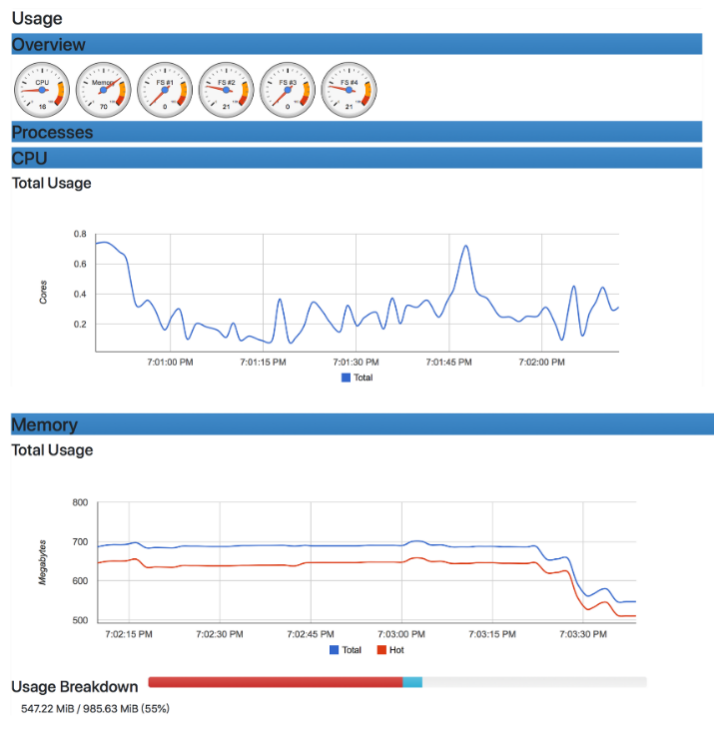 Usage
Overview
CPU Memory FS #1 FS #2 FS #3 FS #4
16 70 0 21 0 21
Processes
CPU
Total Usage
0.8
0.6
0.4
0.2
Cores
7:01:00 PM 7:01:15 PM 7:01:30 PM 7:01:45 PM 7:02:00 PM
Total
Memory
Total Usage
800
700
600
500
Megabytes
7:02:15 PM 7:02:30 PM 7:02:45 PM 7:03:00 PM 7:03:15 PM 7:03:30 PM
Total Hot
Usage Breakdown
547.22 MiB / 985.63 MiB (55%)